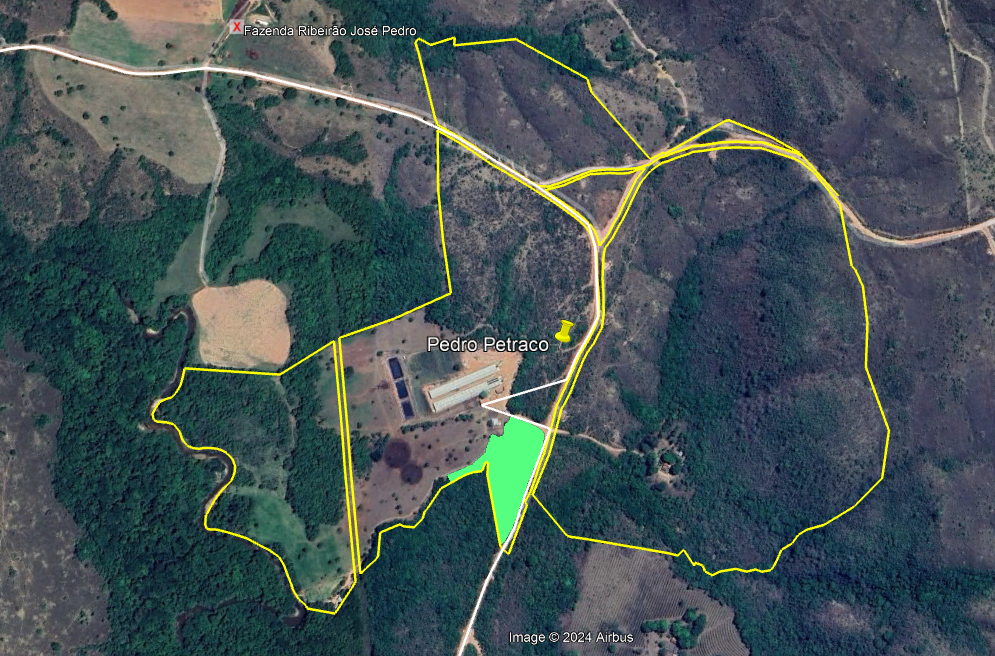 X
Fazenda Ribeirão José Pedro
Pedro Petraco
Image © 2024 Airbus